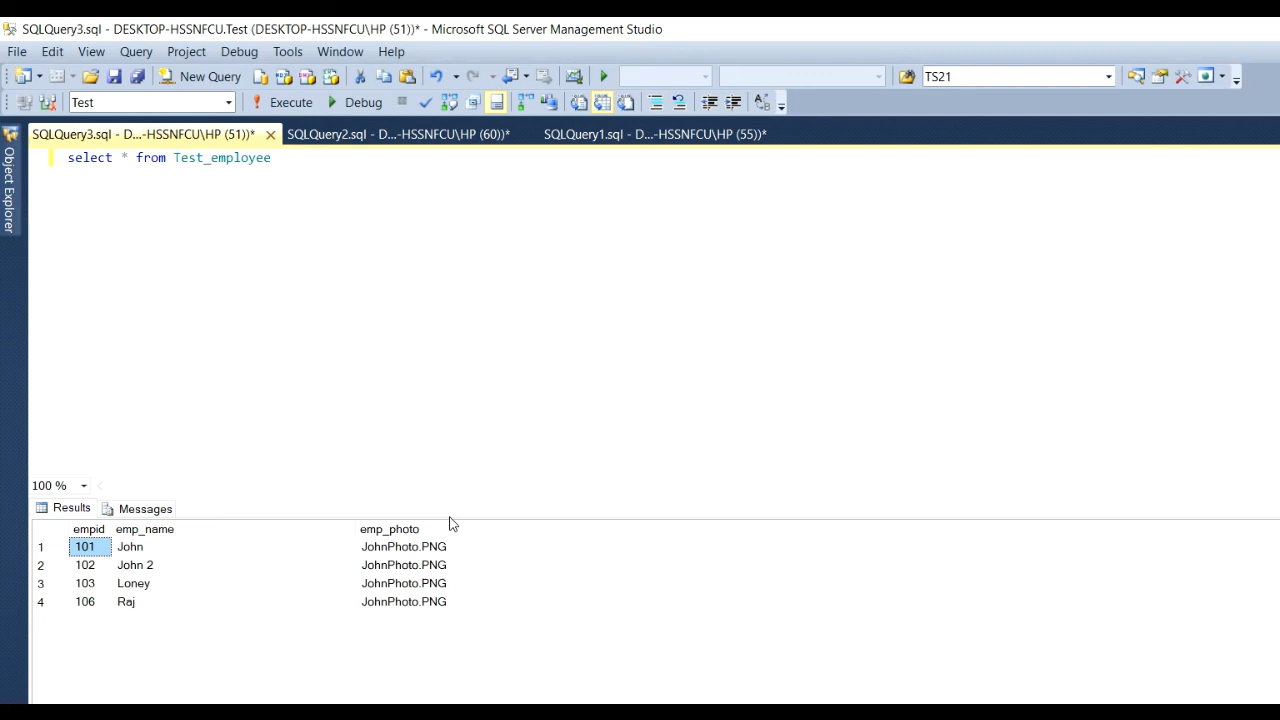 SQLQuery3.sql - DESKTOP-HSSNFCU.Test (DESKTOP-HSSNFCU\HP (51))* - Microsoft SQL Server Management Studio
File Edit View Query Project Debug Tools Window Help
New Query TS21
Test Execute Debug
SQLQuery3.sql - D...-HSSNFCU\HP (51))* SQLQuery2.sql - D...-HSSNFCU\HP (60))* SQLQuery1.sql - D...-HSSNFCU\HP (55))*
Object Explorer
select * from Test_employee
100 %
Results Messages
empid emp_name emp_photo
1 101 John JohnPhoto.PNG
2 102 John 2 JohnPhoto.PNG
3 103 Loney JohnPhoto.PNG
4 106 Raj JohnPhoto.PNG